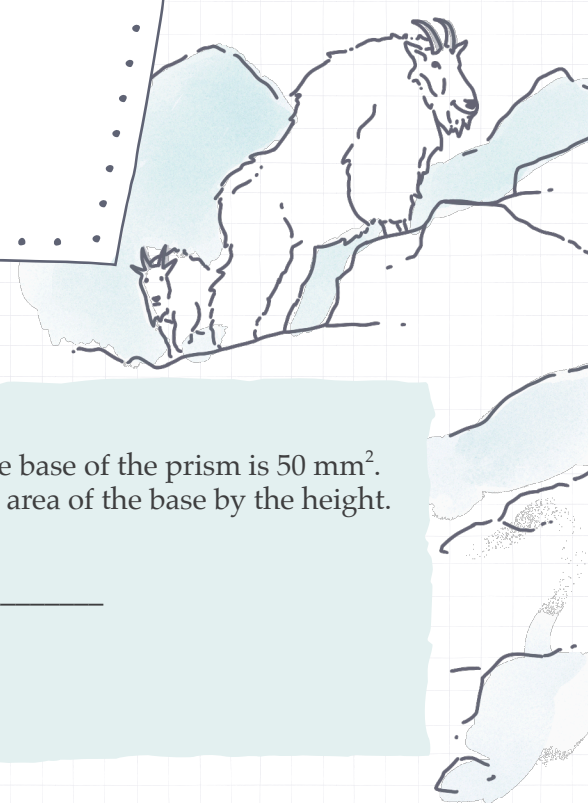 base of the prism is 50 mm².
area of the base by the height.